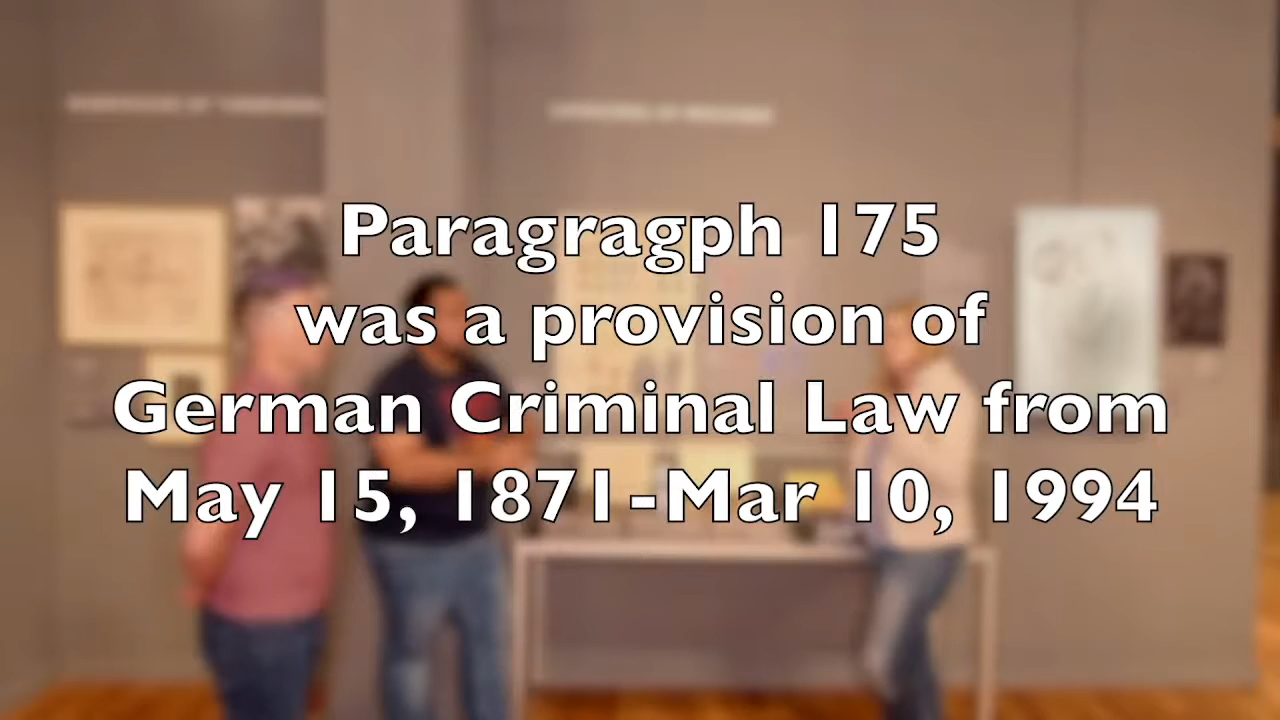 Paragragph 175
was a provision of
German Criminal Law from
May 15, 1871-Mar 10, 1994